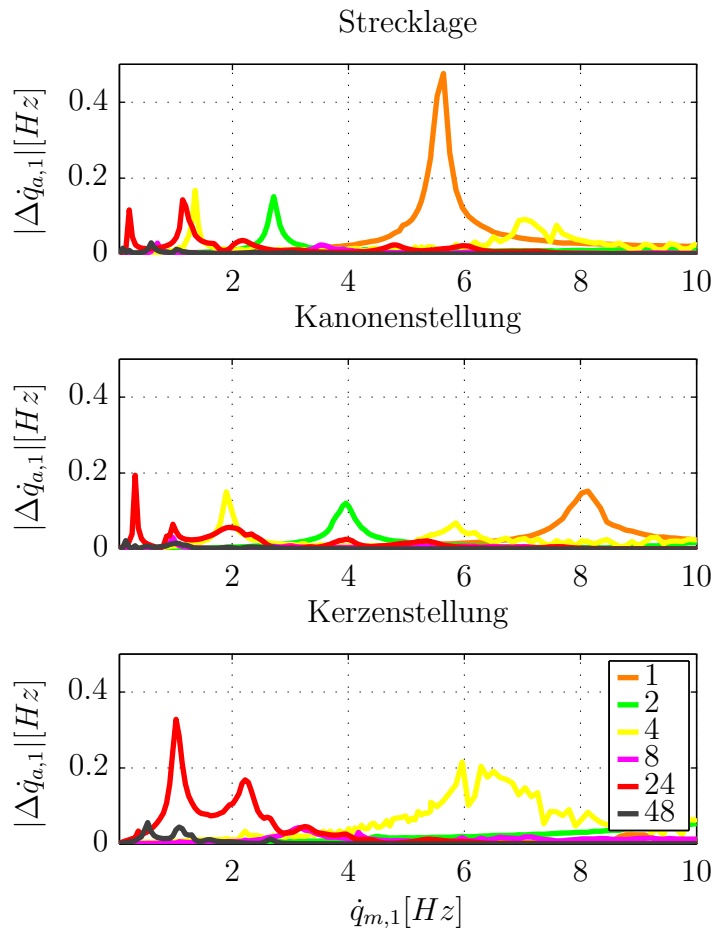 Strecklage
|Δq̇a,1|[Hz]
0.4
0.2
0
2 4 6 8 10
Kanonenstellung
|Δq̇a,1|[Hz]
0.4
0.2
0
2 4 6 8 10
Kerzenstellung
|Δq̇a,1|[Hz]
0.4
0.2
0
1
2
4
8
24
48
2 4 6 8 10
q̇m,1[Hz]